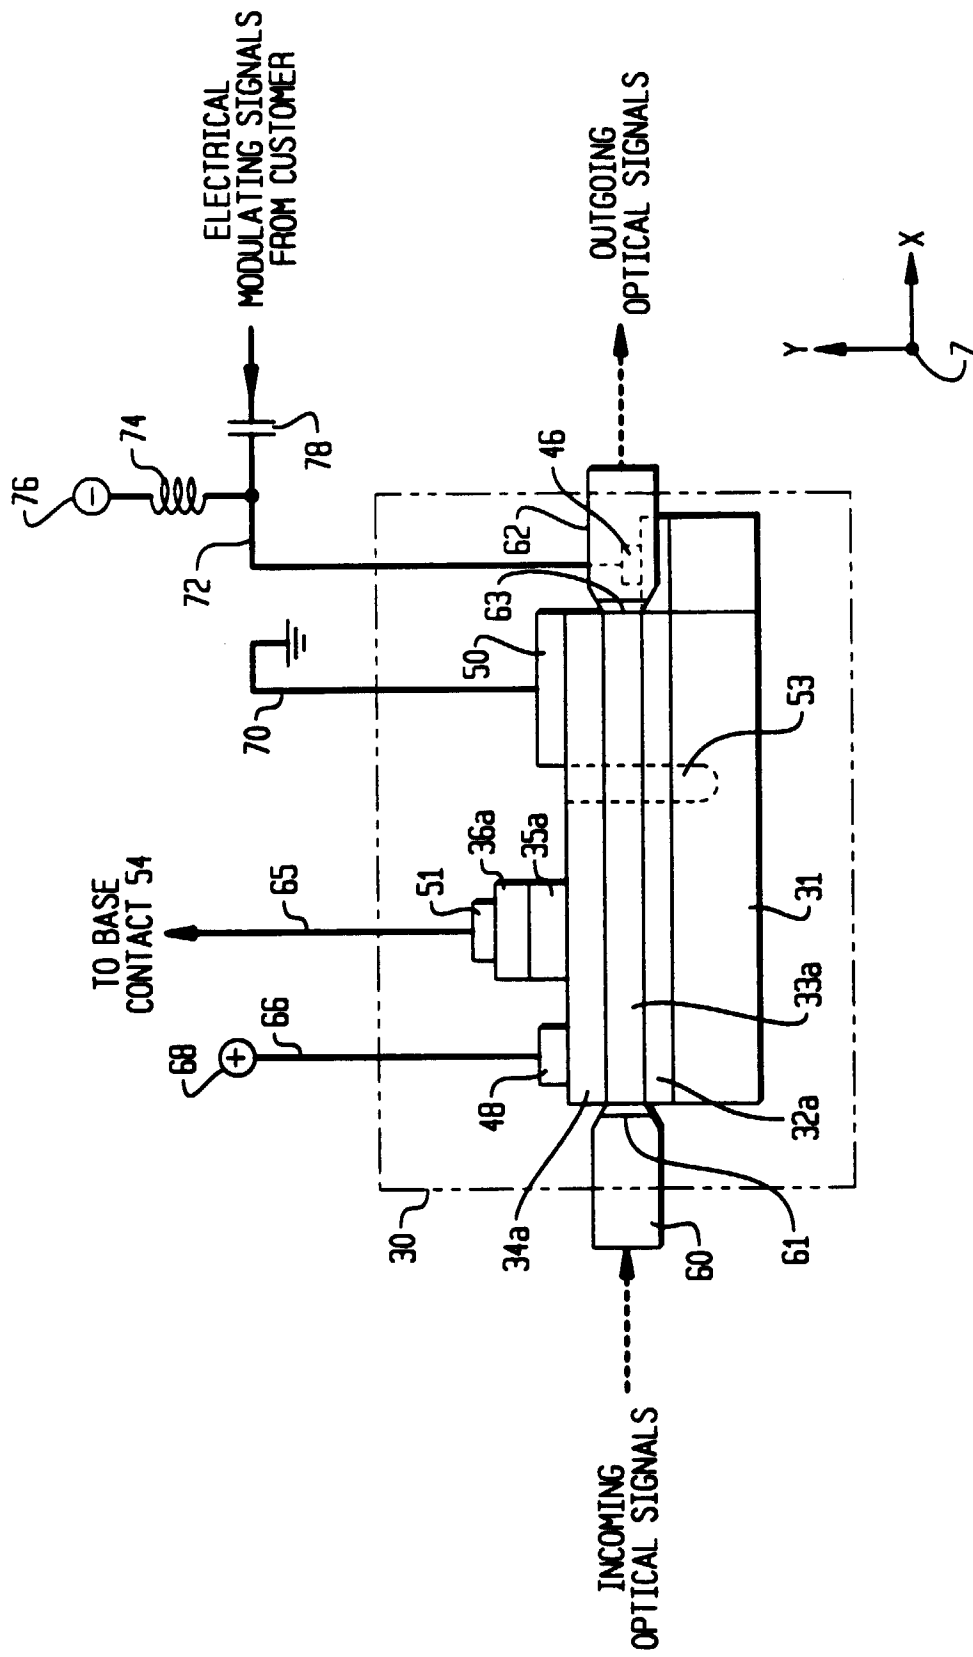 ELECTRICAL
MODULATING SIGNALS
FROM CUSTOMER
76
74
78
72
70
TO BASE
CONTACT 54
65
66
68
+
−
36a
35a
51
48
50
63
62
46
OUTGOING
OPTICAL SIGNALS
30
34a
53
31
33a
32a
61
60
INCOMING
OPTICAL SIGNALS
Y
X
7